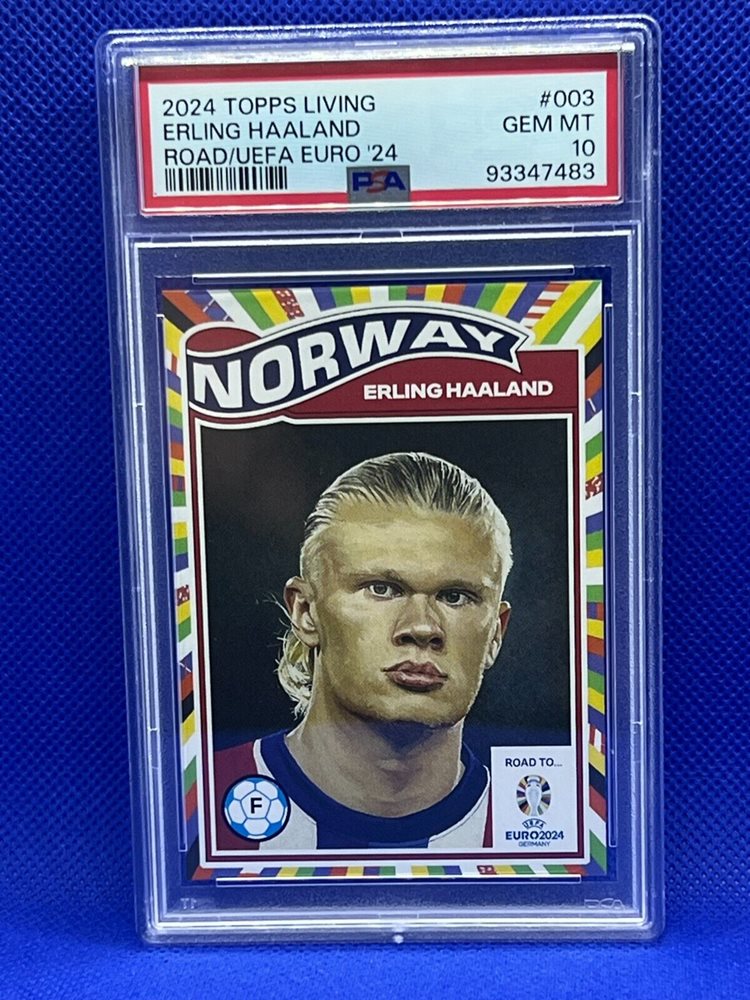 2024 TOPPS LIVING #003
ERLING HAALAND GEM MT
ROAD/UEFA EURO '24 10
PSA 93347483
NORWAY
ERLING HAALAND
F
ROAD TO...
UEFA
EURO2024
GERMANY
PSA